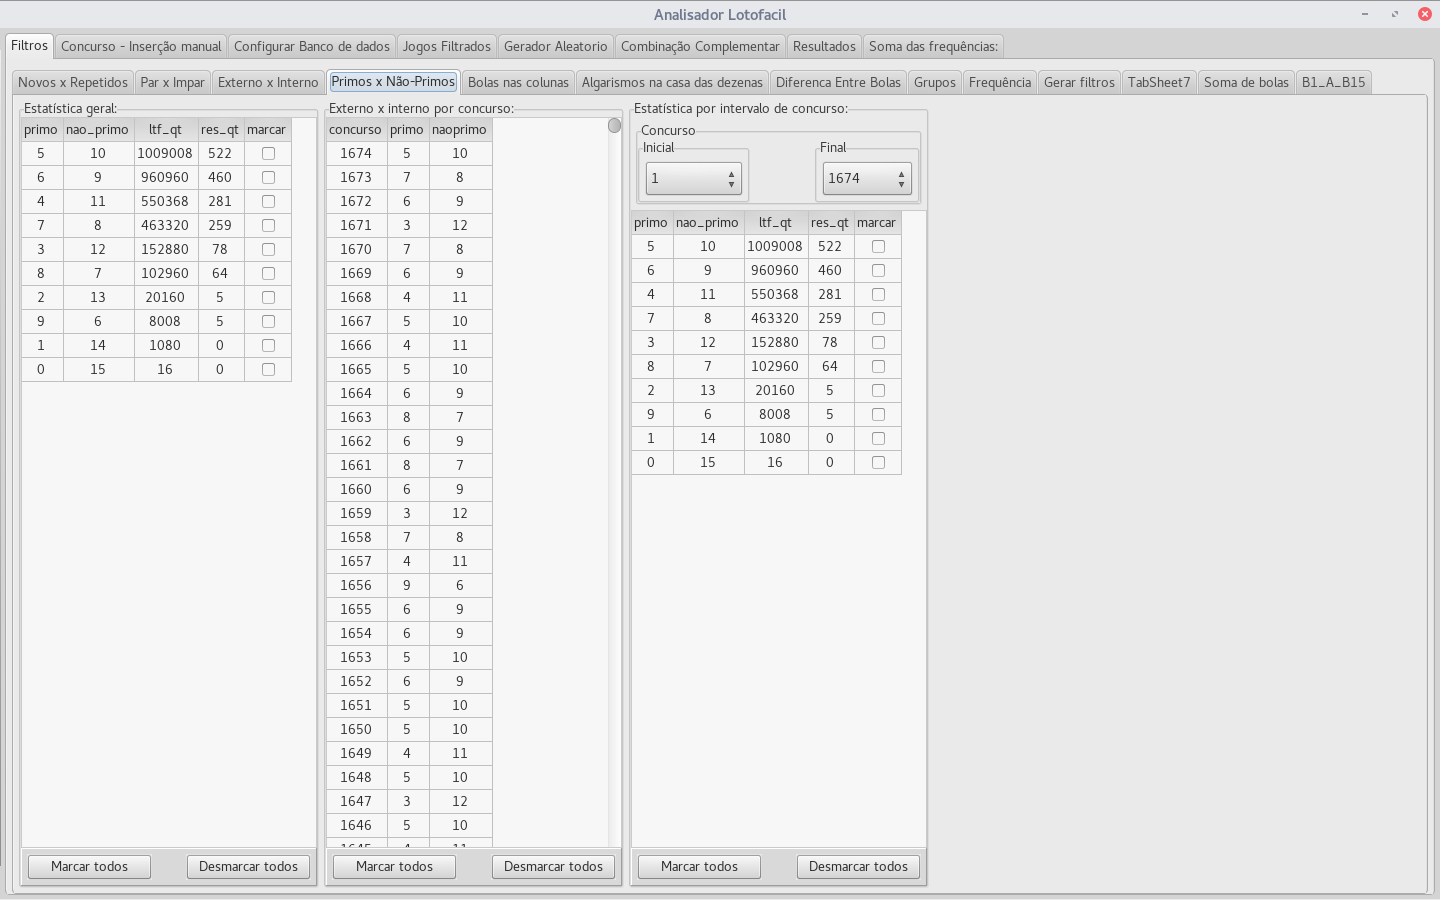 Analisador Lotofacil
Filtros Concurso - Inserção manual Configurar Banco de dados Jogos Filtrados Gerador Aleatorio Combinação Complementar Resultados Soma das frequências:
Novos x Repetidos Par x Impar Externo x Interno Primos x Não-Primos Bolas nas colunas Algarismos na casa das dezenas Diferenca Entre Bolas Grupos Frequência Gerar filtros TabSheet7 Soma de bolas B1_A_B15
Estatística geral:
primo nao_primo ltf_qt res_qt marcar
5 10 1009008 522
6 9 960960 460
4 11 550368 281
7 8 463320 259
3 12 152880 78
8 7 102960 64
2 13 20160 5
9 6 8008 5
1 14 1080 0
0 15 16 0
Marcar todos Desmarcar todos
Externo x interno por concurso:
concurso primo naoprimo
1674 5 10
1673 7 8
1672 6 9
1671 3 12
1670 7 8
1669 6 9
1668 4 11
1667 5 10
1666 4 11
1665 5 10
1664 6 9
1663 8 7
1662 6 9
1661 8 7
1660 6 9
1659 3 12
1658 7 8
1657 4 11
1656 9 6
1655 6 9
1654 6 9
1653 5 10
1652 6 9
1651 5 10
1650 5 10
1649 4 11
1648 5 10
1647 3 12
1646 5 10
1645 4 11
Marcar todos Desmarcar todos
Estatística por intervalo de concurso:
Concurso
Inicial Final
1 1674
primo nao_primo ltf_qt res_qt marcar
5 10 1009008 522
6 9 960960 460
4 11 550368 281
7 8 463320 259
3 12 152880 78
8 7 102960 64
2 13 20160 5
9 6 8008 5
1 14 1080 0
0 15 16 0
Marcar todos Desmarcar todos